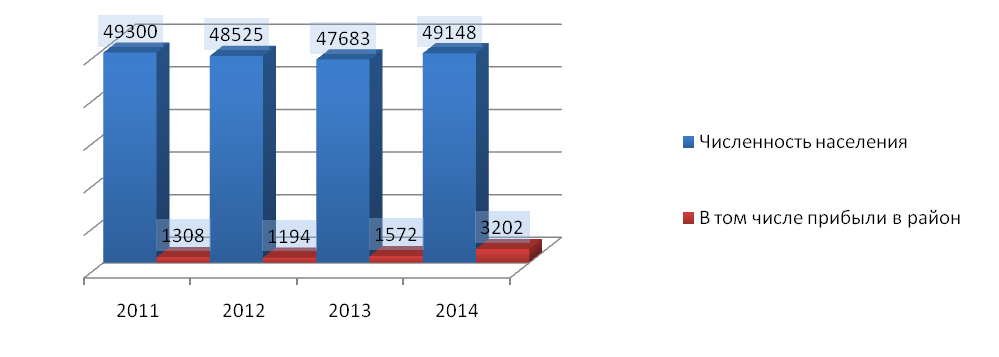 49300 48525 47683 49148
1308 1194 1572 3202
2011 2012 2013 2014
Численность населения
В том числе прибыли в район